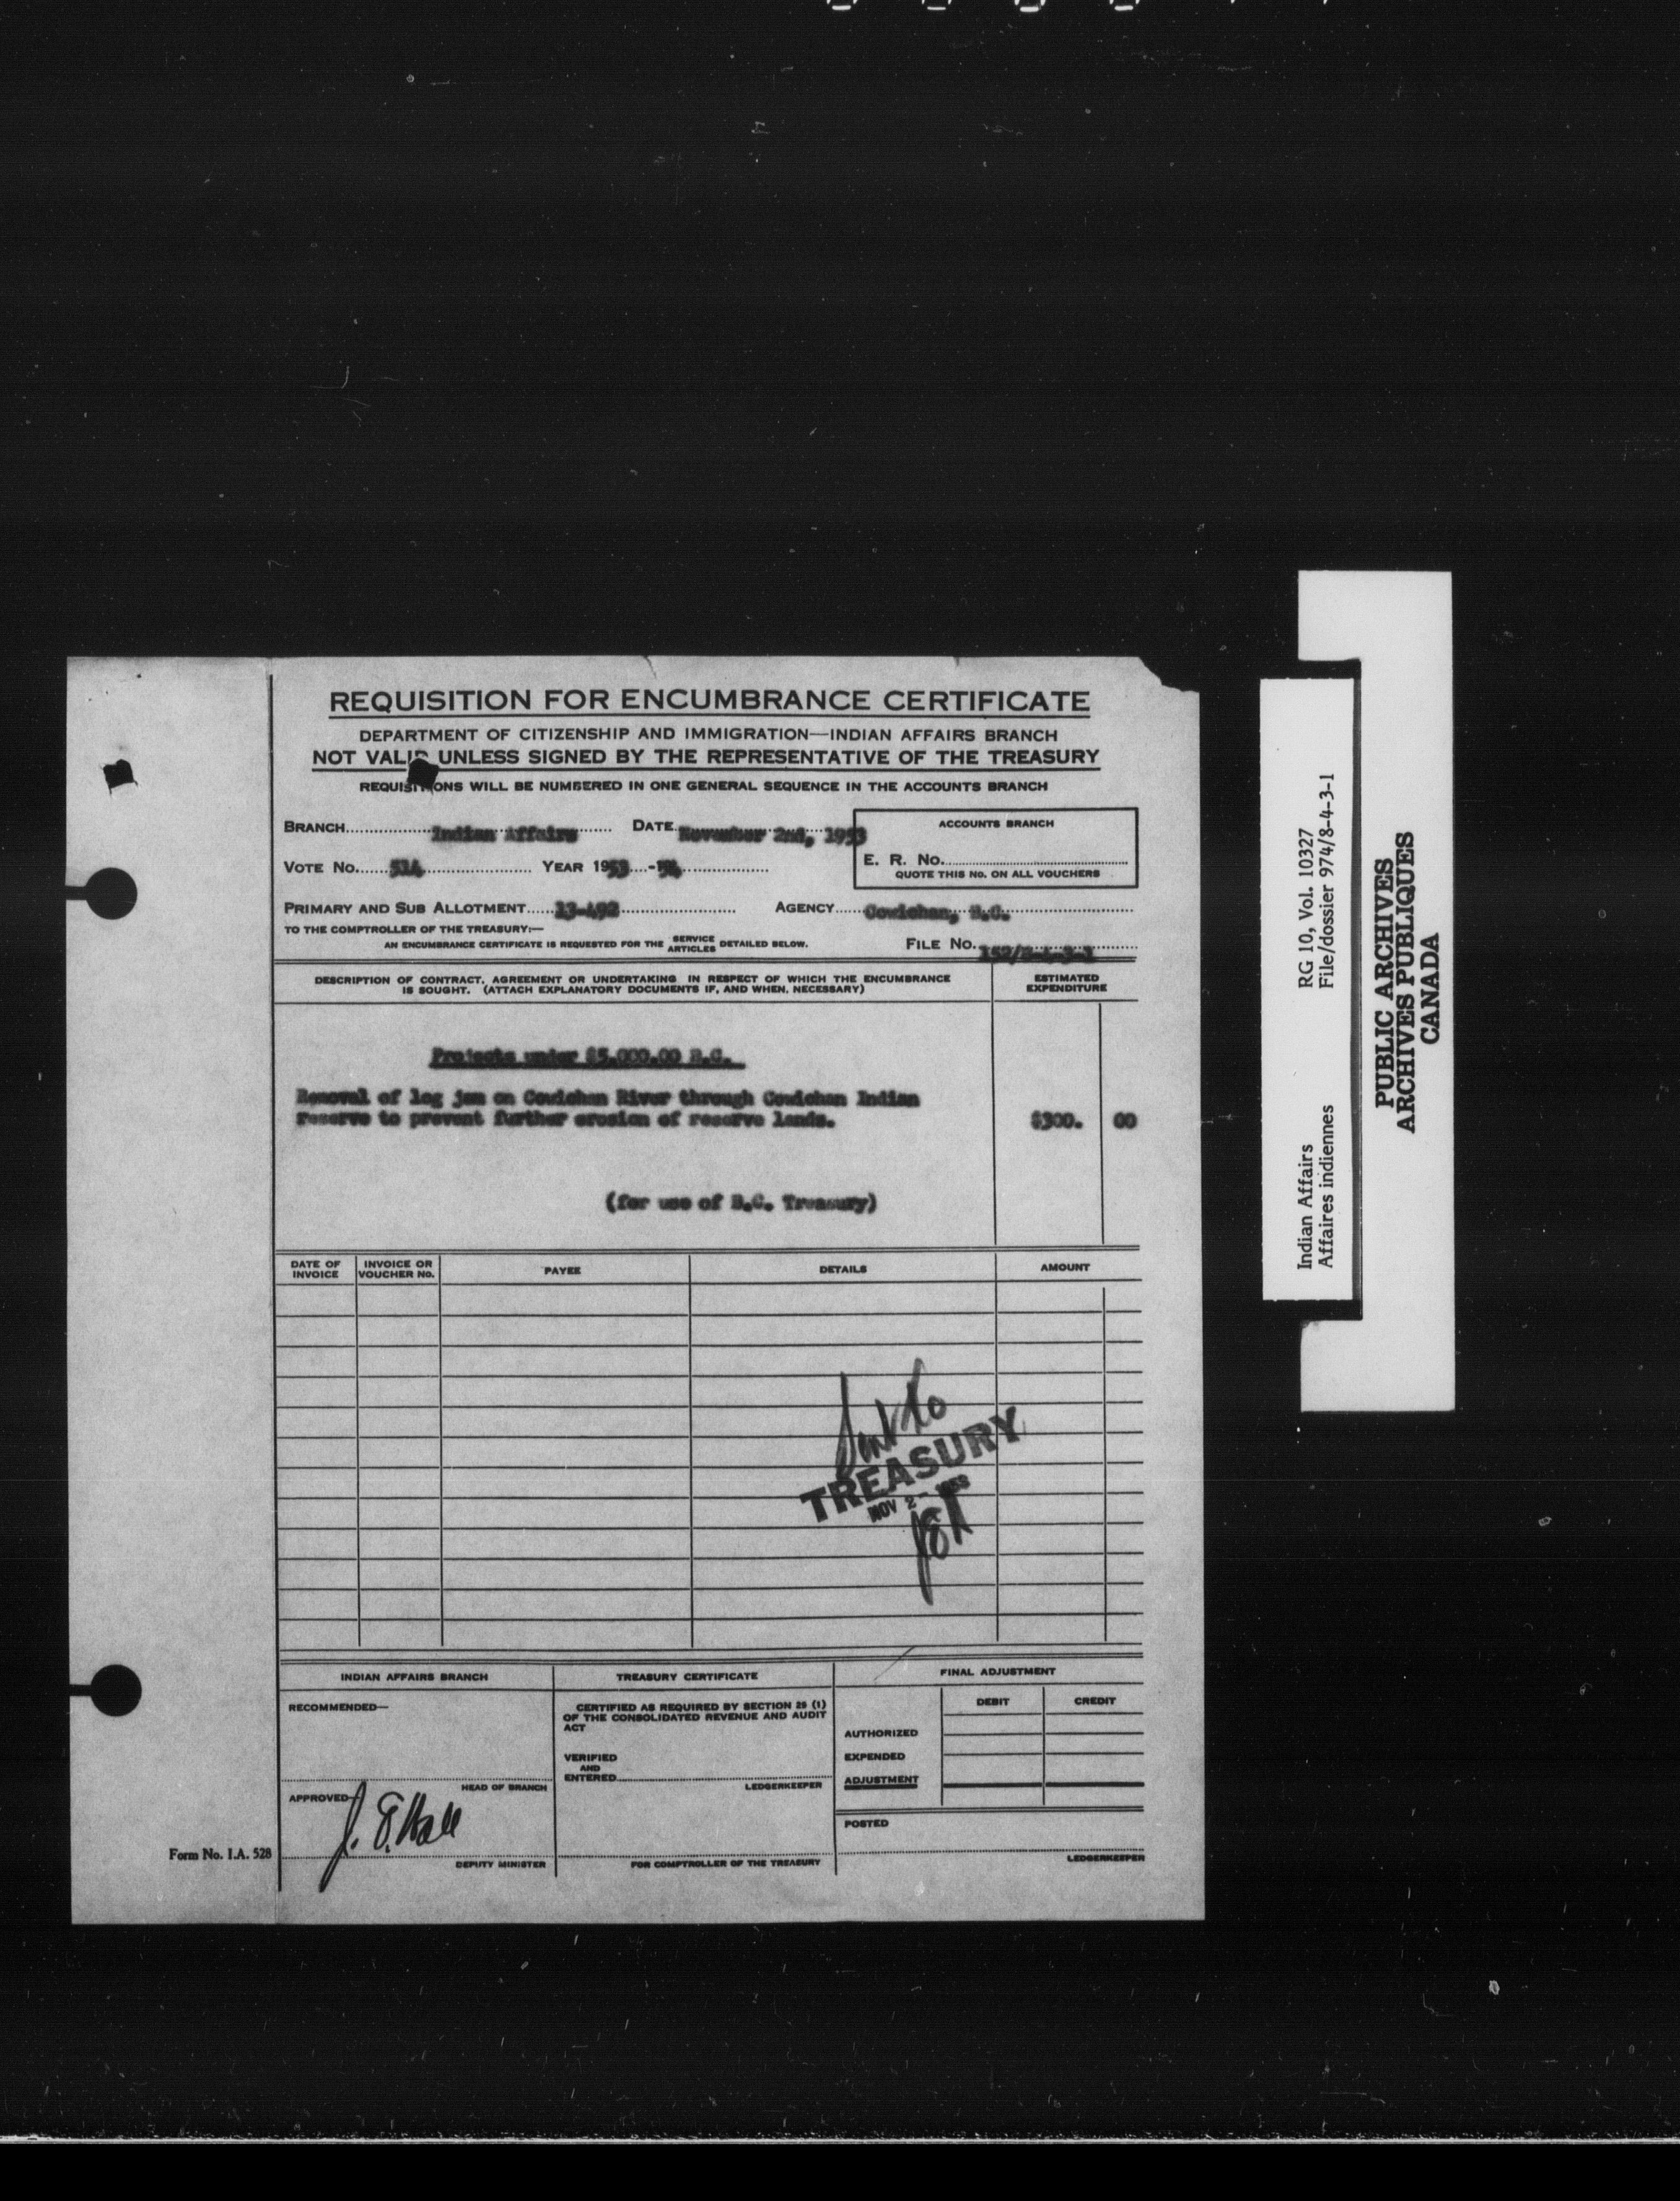 REQUISITION FOR ENCUMBRANCE CERTIFICATE
DEPARTMENT OF CITIZENSHIP AND IMMIGRATION—INDIAN AFFAIRS BRANCH
NOT VALID UNLESS SIGNED BY THE REPRESENTATIVE OF THE TREASURY
REQUISITIONS WILL BE NUMBERED IN ONE GENERAL SEQUENCE IN THE ACCOUNTS BRANCH
BRANCH Indian Affairs DATE November 2nd, 1953
ACCOUNTS BRANCH
E. R. No.
QUOTE THIS No. ON ALL VOUCHERS
VOTE No. 514 YEAR 1953-54
PRIMARY AND SUB ALLOTMENT 13-492 AGENCY Cowichan, B.C.
TO THE COMPTROLLER OF THE TREASURY:—
AN ENCUMBRANCE CERTIFICATE IS REQUESTED FOR THE SERVICE ARTICLES DETAILED BELOW.
FILE No. 152/8-4-3-1
DESCRIPTION OF CONTRACT, AGREEMENT OR UNDERTAKING IN RESPECT OF WHICH THE ENCUMBRANCE
IS SOUGHT. (ATTACH EXPLANATORY DOCUMENTS IF, AND WHEN, NECESSARY)
ESTIMATED
EXPENDITURE
Projects under $5,000.00 B.C.
Removal of log jam on Cowichan River through Cowichan Indian
reserve to prevent further erosion of reserve lands. $300. 00
(for use of B.C. Treasury)
DATE OF
INVOICE
INVOICE OR
VOUCHER No.
PAYEE
DETAILS
AMOUNT
Sent to
TREASURY
NOV 2 - 1953
INDIAN AFFAIRS BRANCH
RECOMMENDED—
HEAD OF BRANCH
APPROVED—
J. E. Hall
DEPUTY MINISTER
TREASURY CERTIFICATE
CERTIFIED AS REQUIRED BY SECTION 29 (1)
OF THE CONSOLIDATED REVENUE AND AUDIT
ACT
VERIFIED
AND
ENTERED
LEDGERKEEPER
FOR COMPTROLLER OF THE TREASURY
FINAL ADJUSTMENT
DEBIT CREDIT
AUTHORIZED
EXPENDED
ADJUSTMENT
POSTED
LEDGERKEEPER
Form No. I.A. 528
Indian Affairs RG 10, Vol. 10327
Affaires indiennes File/dossier 974/8-4-3-1
PUBLIC ARCHIVES
ARCHIVES PUBLIQUES
CANADA